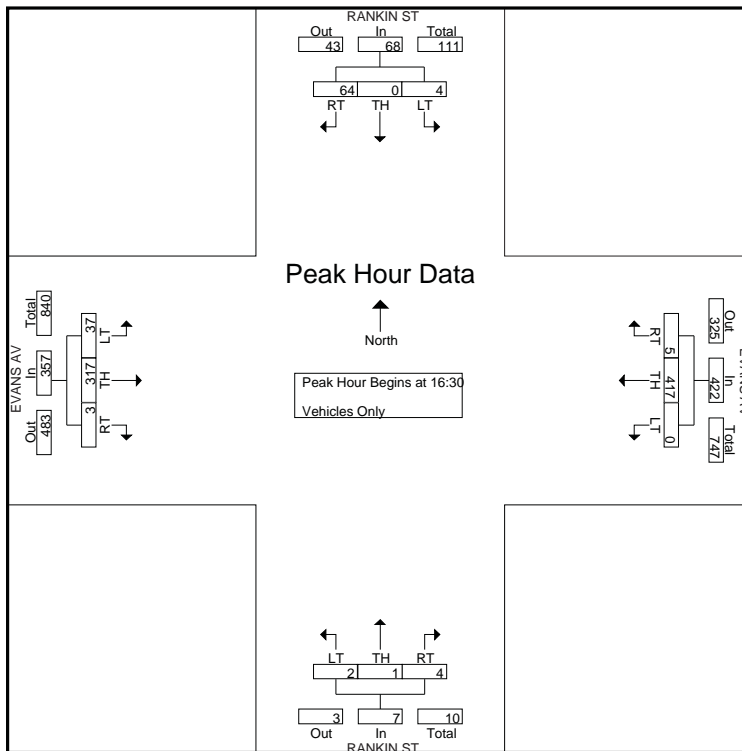 RANKIN ST
Out In Total
43 68 111
64 0 4
RT TH LT
Peak Hour Data
North
Peak Hour Begins at 16:30
Vehicles Only
EVANS AV
Total In Out
840 357 483
37 317 3
LT TH RT
Out In Total
325 422 747
5 417 0
RT TH LT
LT TH RT
2 1 4
3 7 10
Out In Total
RANKIN ST